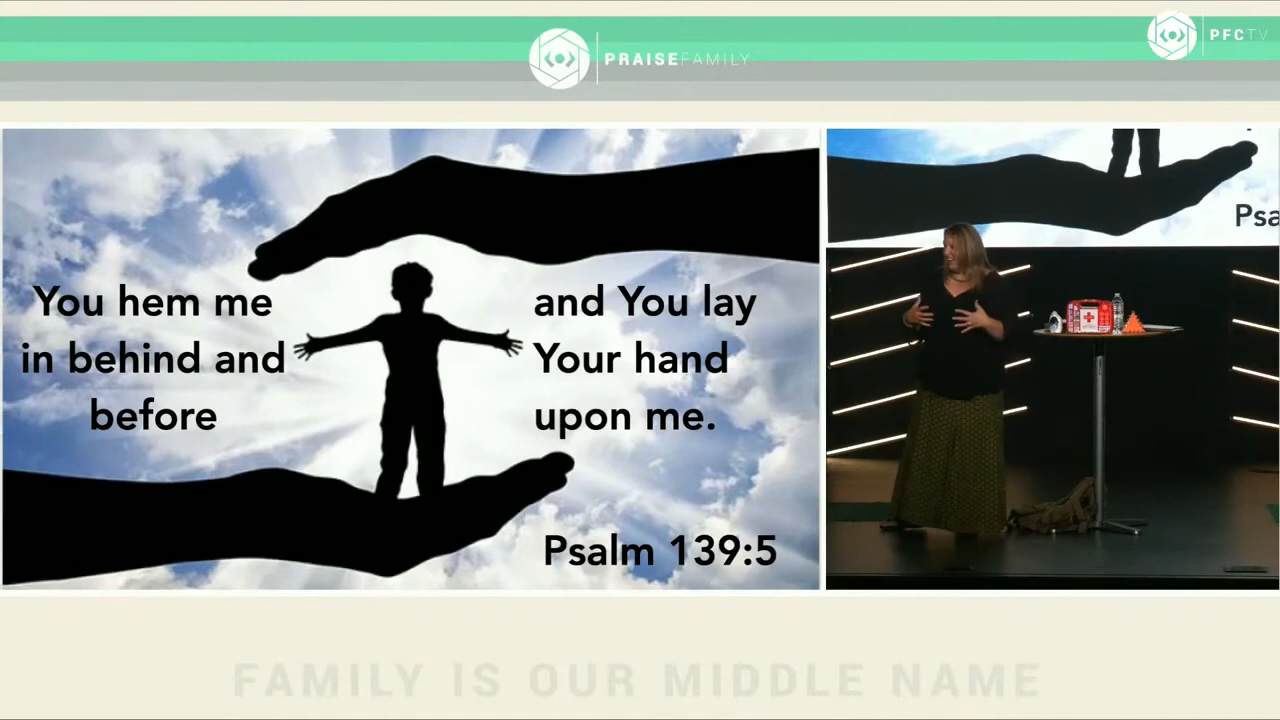 PRAISEFAMILY
PFCTV
You hem me
in behind and
before
and You lay
Your hand
upon me.
Psalm 139:5
Psa
FAMILY IS OUR MIDDLE NAME